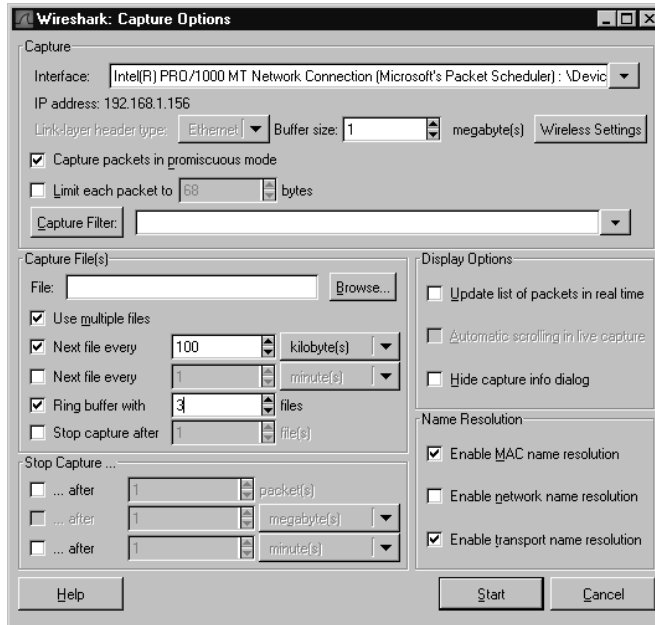 Wireshark: Capture Options
Capture
Interface: Intel(R) PRO/1000 MT Network Connection (Microsoft's Packet Scheduler) : \Devic
IP address: 192.168.1.156
Link-layer header type: Ethernet Buffer size: 1 megabyte(s) Wireless Settings
Capture packets in promiscuous mode
Limit each packet to 68 bytes
Capture Filter:
Capture File(s)
File: Browse...
Use multiple files
Next file every 100 kilobyte(s)
Next file every 1 minute(s)
Ring buffer with 3 files
Stop capture after 1 file(s)
Stop Capture ...
... after 1 packet(s)
... after 1 megabyte(s)
... after 1 minute(s)
Display Options
Update list of packets in real time
Automatic scrolling in live capture
Hide capture info dialog
Name Resolution
Enable MAC name resolution
Enable network name resolution
Enable transport name resolution
Help Start Cancel